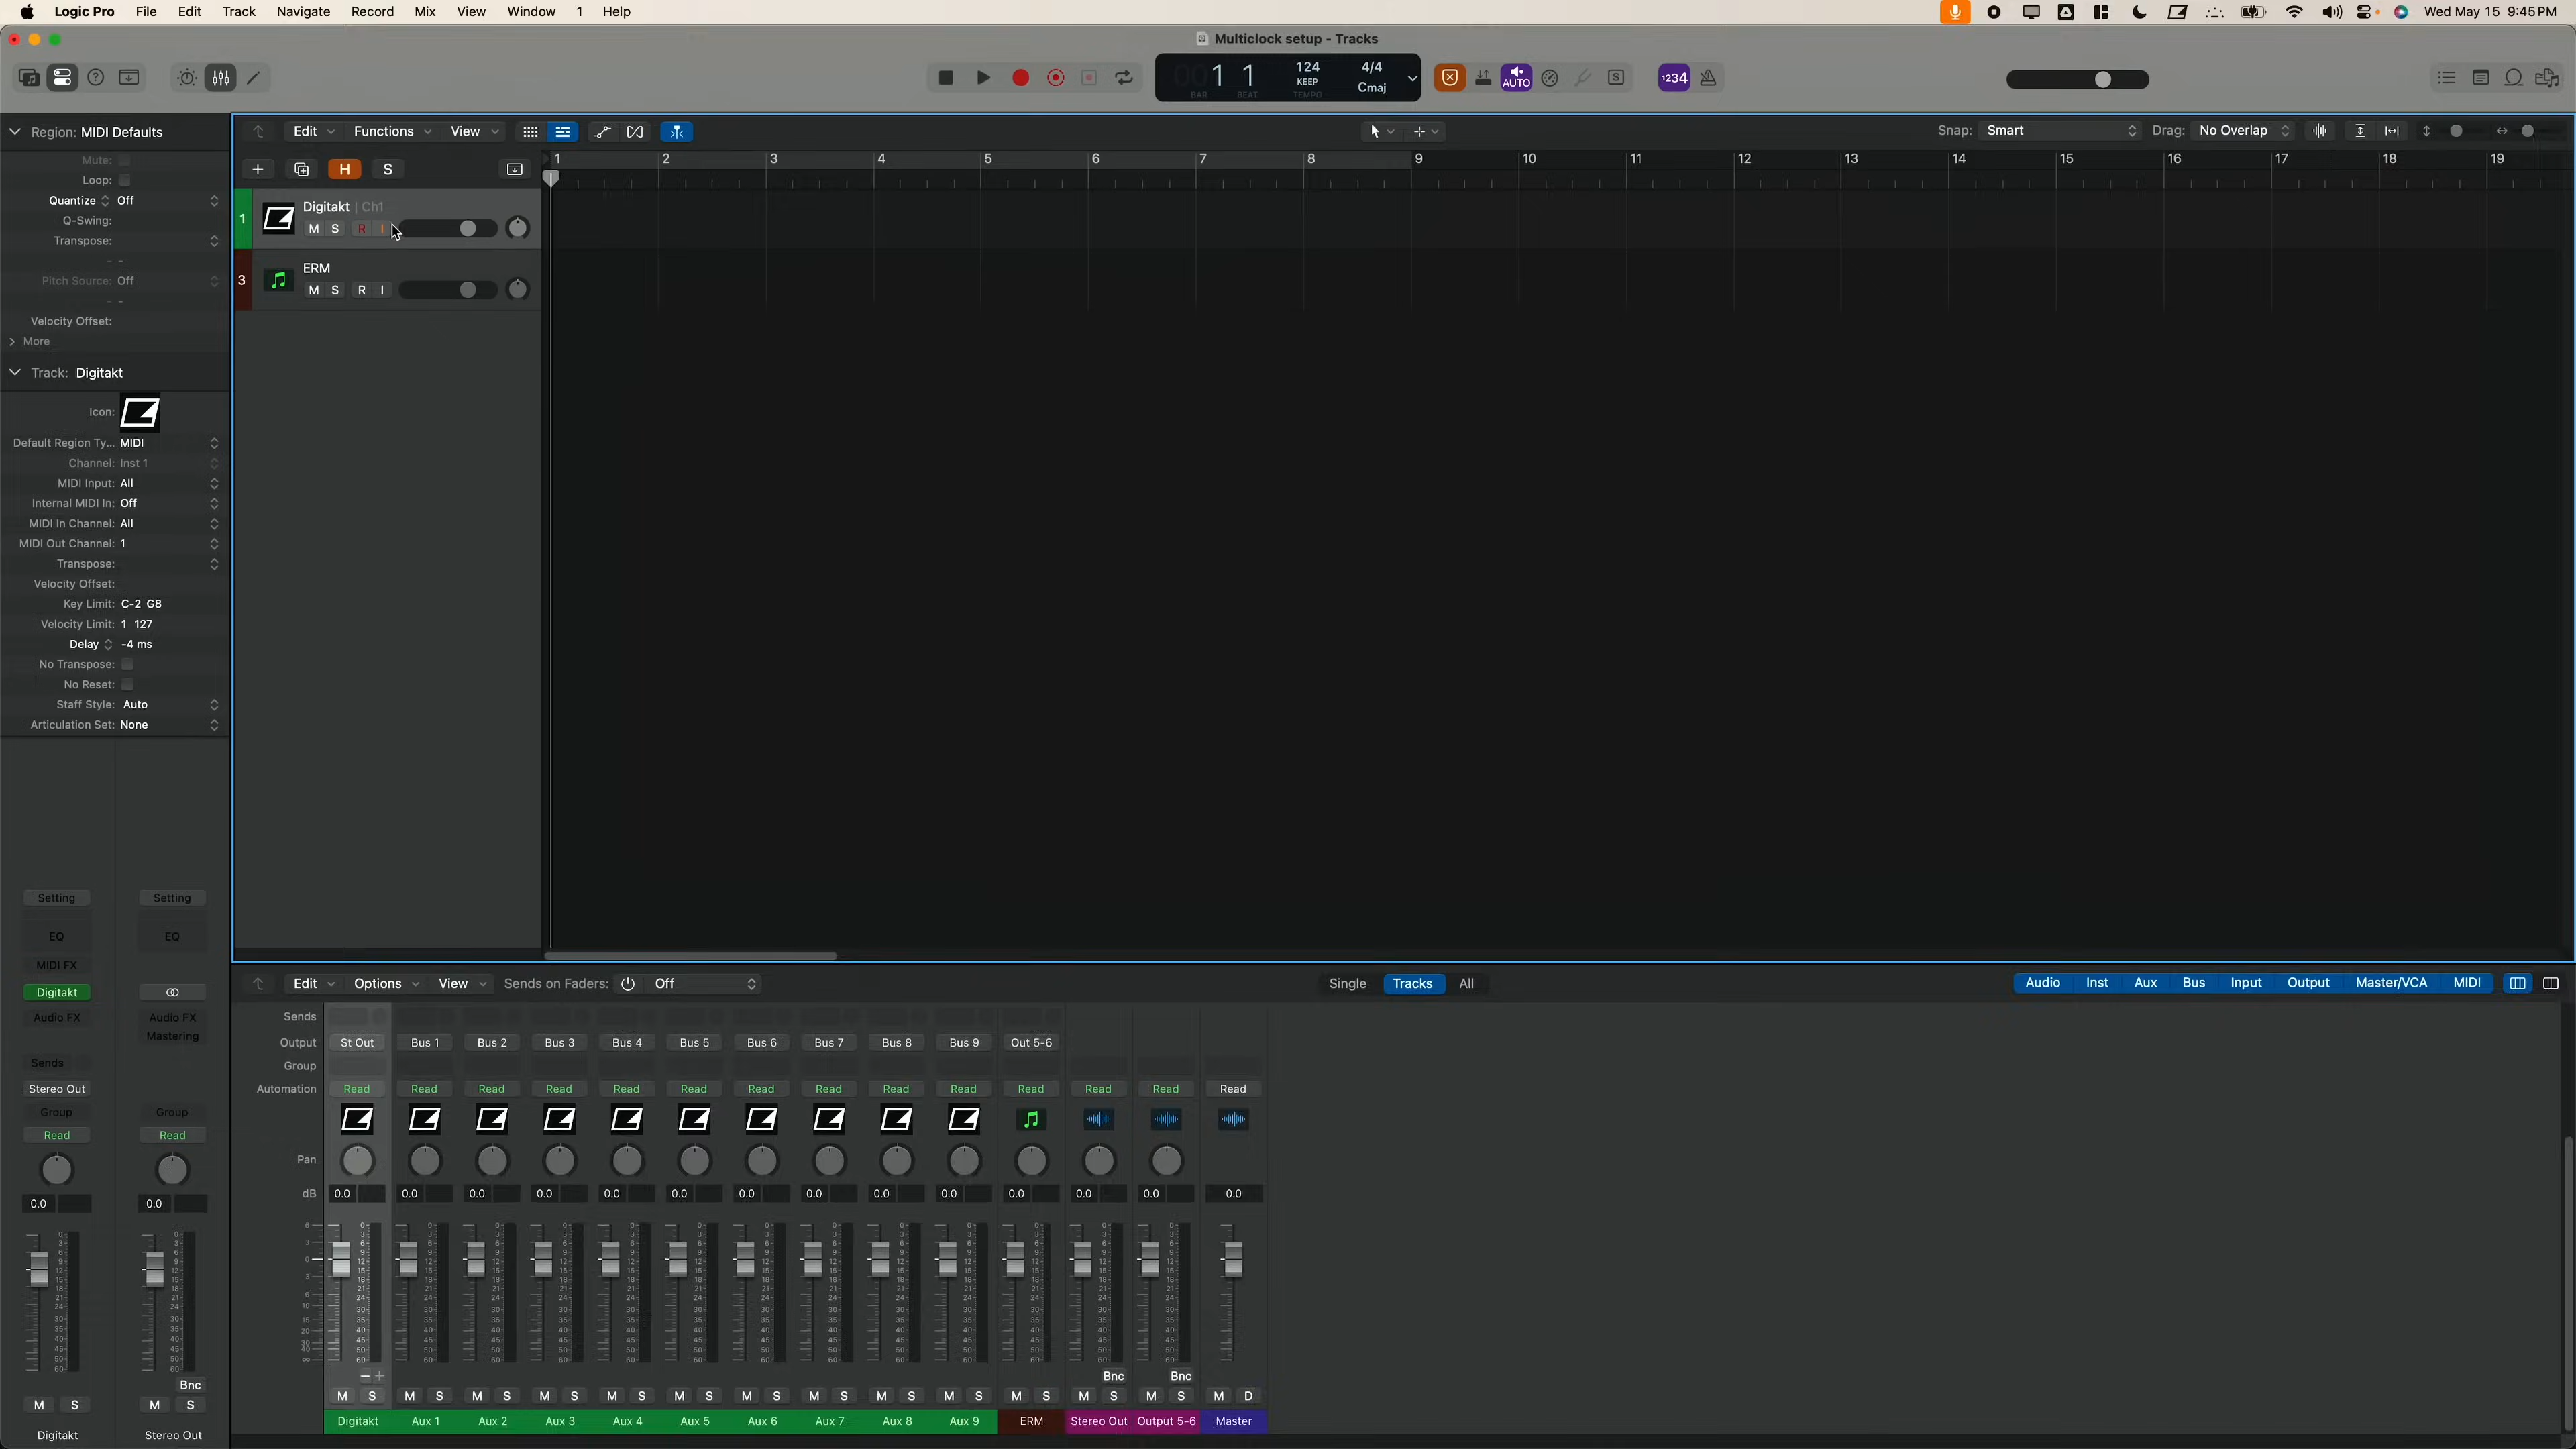 Logic Pro File Edit Track Navigate Record Mix View Window 1 Help Wed May 15 9:45 PM
Multiclock setup - Tracks
1 1 124 4/4
KEEP Cmaj
BAR BEAT TEMPO
AUTO S 1234
Region: MIDI Defaults
Mute:
Loop:
Quantize Off
Q-Swing:
Transpose:
- -
Pitch Source: Off
- -
Velocity Offset:
More
Track: Digitakt
Icon:
Default Region Ty... MIDI
Channel: Inst 1
MIDI Input: All
Internal MIDI In: Off
MIDI In Channel: All
MIDI Out Channel: 1
Transpose:
Velocity Offset:
Key Limit: C-2 G8
Velocity Limit: 1 127
Delay -4 ms
No Transpose:
No Reset:
Staff Style: Auto
Articulation Set: None
Setting Setting
EQ EQ
MIDI FX
Digitakt
Audio FX Audio FX
Mastering
Sends
Stereo Out
Group Group
Read Read
0.0 0.0
Bnc
M S M S
Digitakt Stereo Out
Edit Functions View Snap: Smart Drag: No Overlap
H S
1 2 3 4 5 6 7 8 9 10 11 12 13 14 15 16 17 18 19
1 Digitakt | Ch1
M S R I
3 ERM
M S R I
Edit Options View Sends on Faders: Off Single Tracks All Audio Inst Aux Bus Input Output Master/VCA MIDI
Sends
Output St Out Bus 1 Bus 2 Bus 3 Bus 4 Bus 5 Bus 6 Bus 7 Bus 8 Bus 9 Out 5-6
Group
Automation Read Read Read Read Read Read Read Read Read Read Read Read Read Read
Pan
dB 0.0 0.0 0.0 0.0 0.0 0.0 0.0 0.0 0.0 0.0 0.0 0.0 0.0 0.0
Bnc Bnc
M S M S M S M S M S M S M S M S M S M S M S M S M S M D
Digitakt Aux 1 Aux 2 Aux 3 Aux 4 Aux 5 Aux 6 Aux 7 Aux 8 Aux 9 ERM Stereo Out Output 5-6 Master